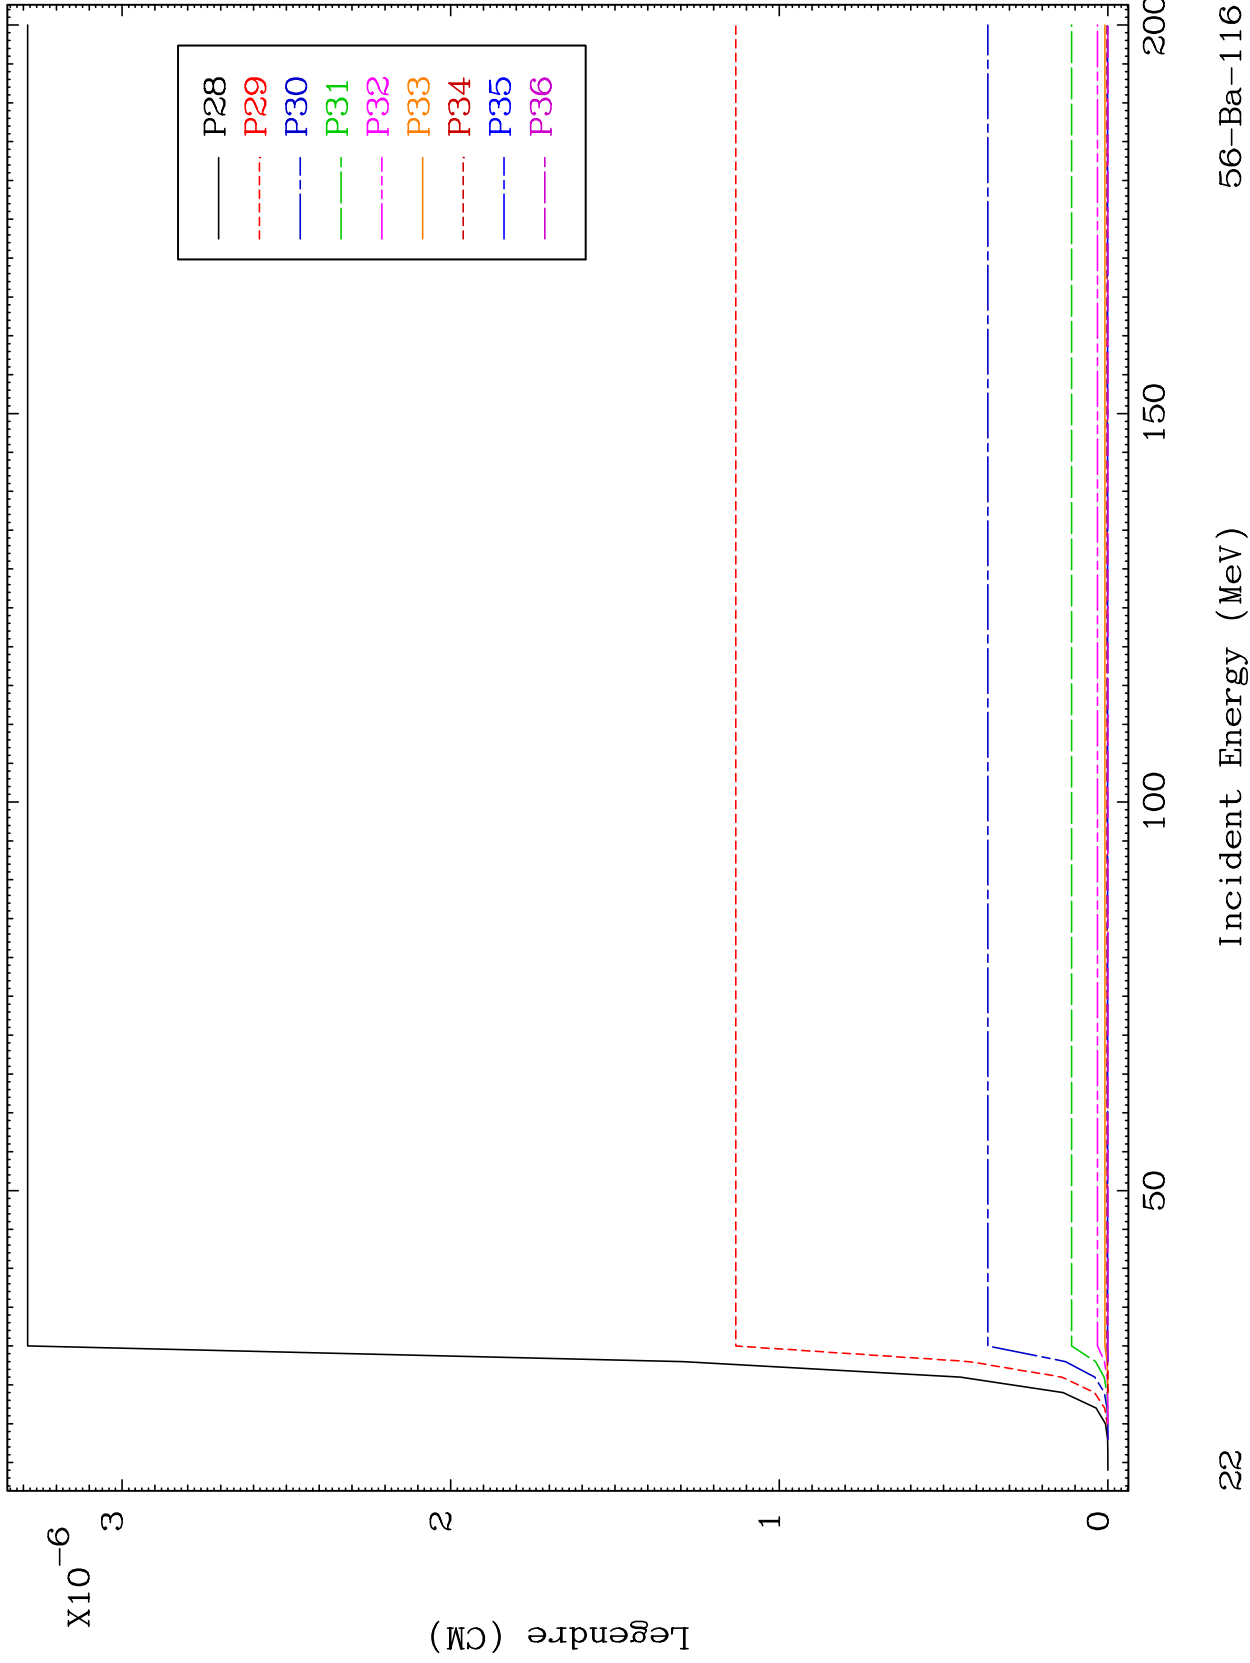 X10⁻⁶
3
2
1
0
Legendre (CM)
P28
P29
P30
P31
P32
P33
P34
P35
P36
50
100
150
200
Incident Energy (MeV)
22
56-Ba-116